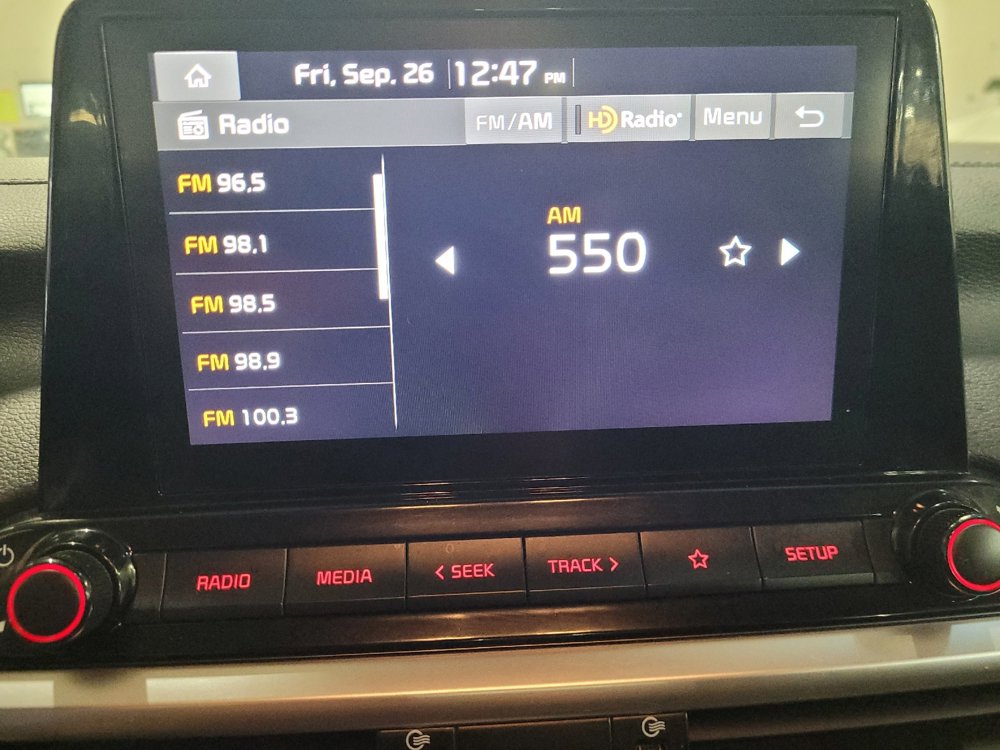 Fri, Sep. 26 12:47 PM
Radio FM/AM HD Radio® Menu
FM 96.5
FM 98.1
FM 98.5
FM 98.9
FM 100.3
AM
550
RADIO MEDIA < SEEK TRACK > SETUP